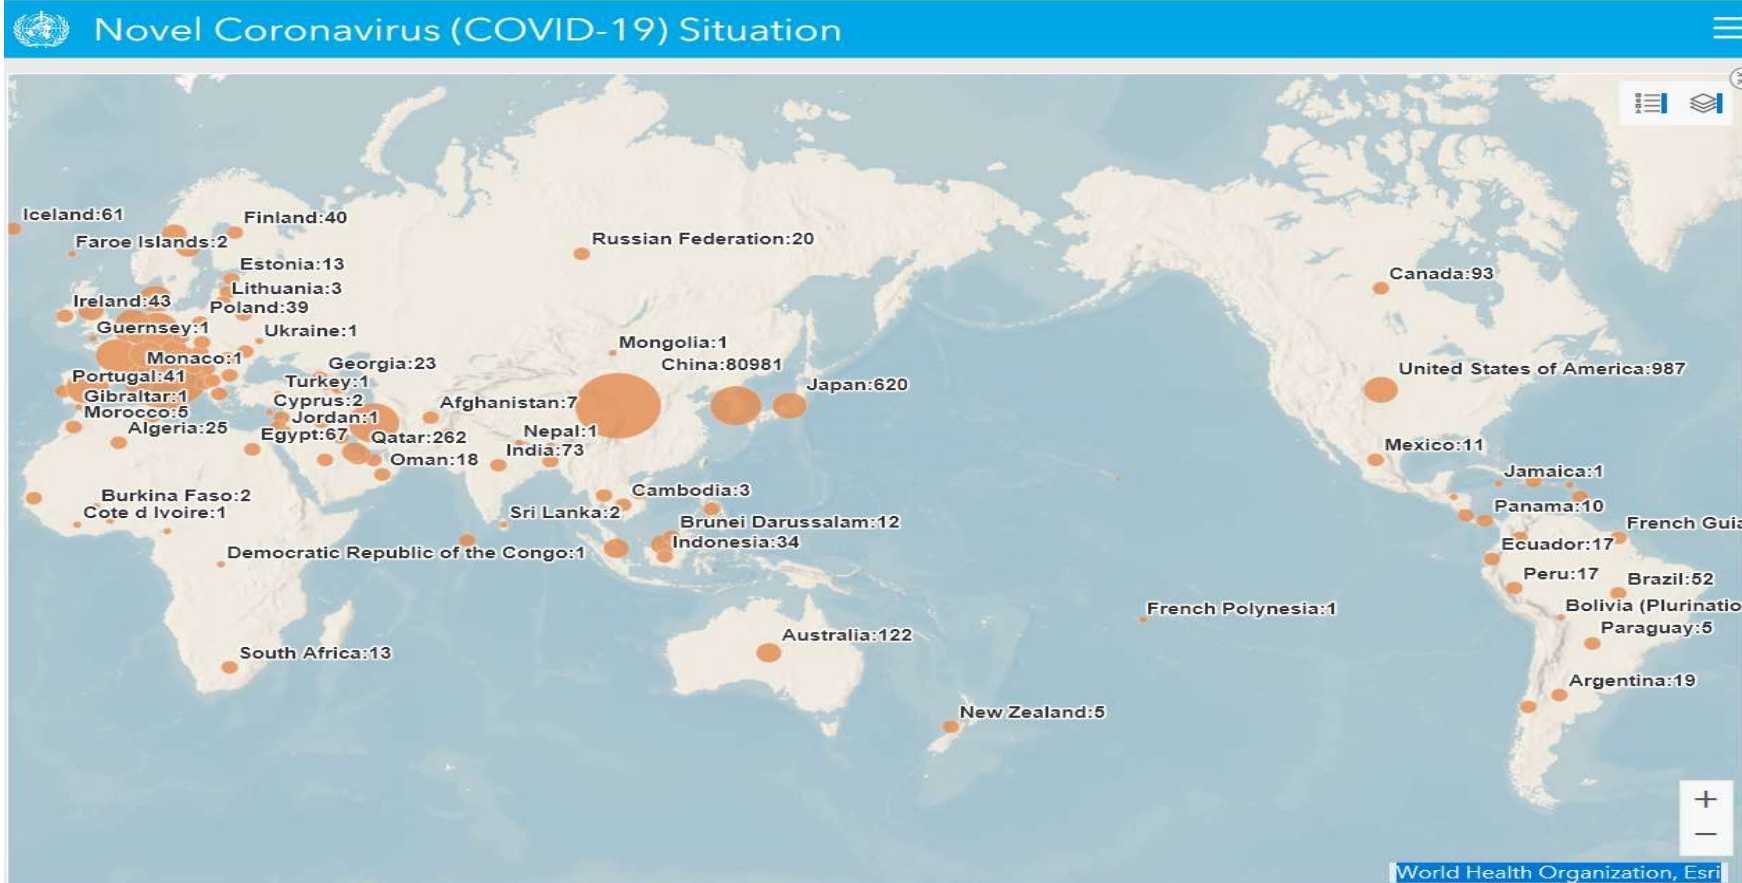 Novel Coronavirus (COVID-19) Situation
Iceland:61
Finland:40
Faroe Islands:2
Russian Federation:20
Estonia:13
Canada:93
Lithuania:3
Ireland:43
Poland:39
Guernsey:1
Ukraine:1
Mongolia:1
Monaco:1
Georgia:23
China:80981
United States of America:987
Portugal:41
Turkey:1
Japan:620
Gibraltar:1
Cyprus:2
Afghanistan:7
Morocco:5
Jordan:1
Algeria:25
Egypt:67
Qatar:262
Nepal:1
Mexico:11
India:73
Oman:18
Jamaica:1
Burkina Faso:2
Cambodia:3
Cote d Ivoire:1
Sri Lanka:2
Panama:10
Brunei Darussalam:12
French Guia
Indonesia:34
Ecuador:17
Democratic Republic of the Congo:1
Peru:17
Brazil:52
French Polynesia:1
Bolivia (Plurinatio
Australia:122
Paraguay:5
South Africa:13
Argentina:19
New Zealand:5
+
−
World Health Organization, Esri